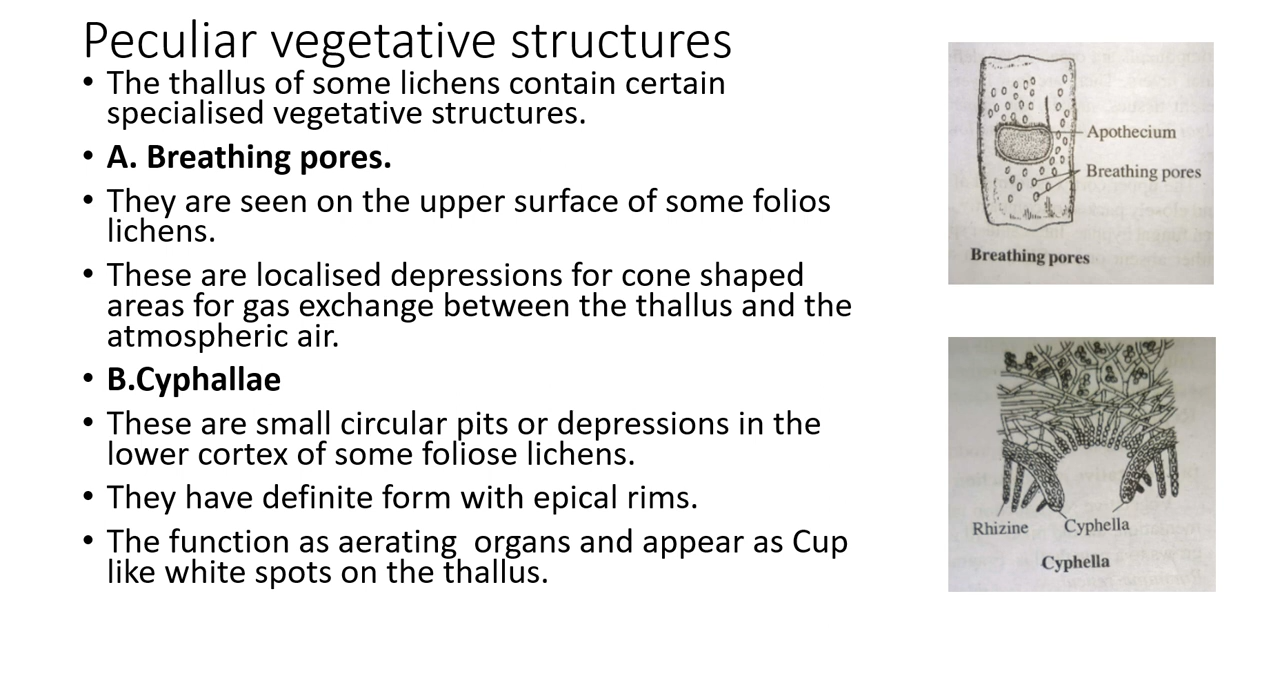 Peculiar vegetative structures
• The thallus of some lichens contain certain
specialised vegetative structures.
• A. Breathing pores.
• They are seen on the upper surface of some folios
lichens.
• These are localised depressions for cone shaped
areas for gas exchange between the thallus and the
atmospheric air.
• B.Cyphallae
• These are small circular pits or depressions in the
lower cortex of some foliose lichens.
• They have definite form with epical rims.
• The function as aerating  organs and appear as Cup
like white spots on the thallus.
Apothecium
Breathing pores
Breathing pores
Rhizine
Cyphella
Cyphella